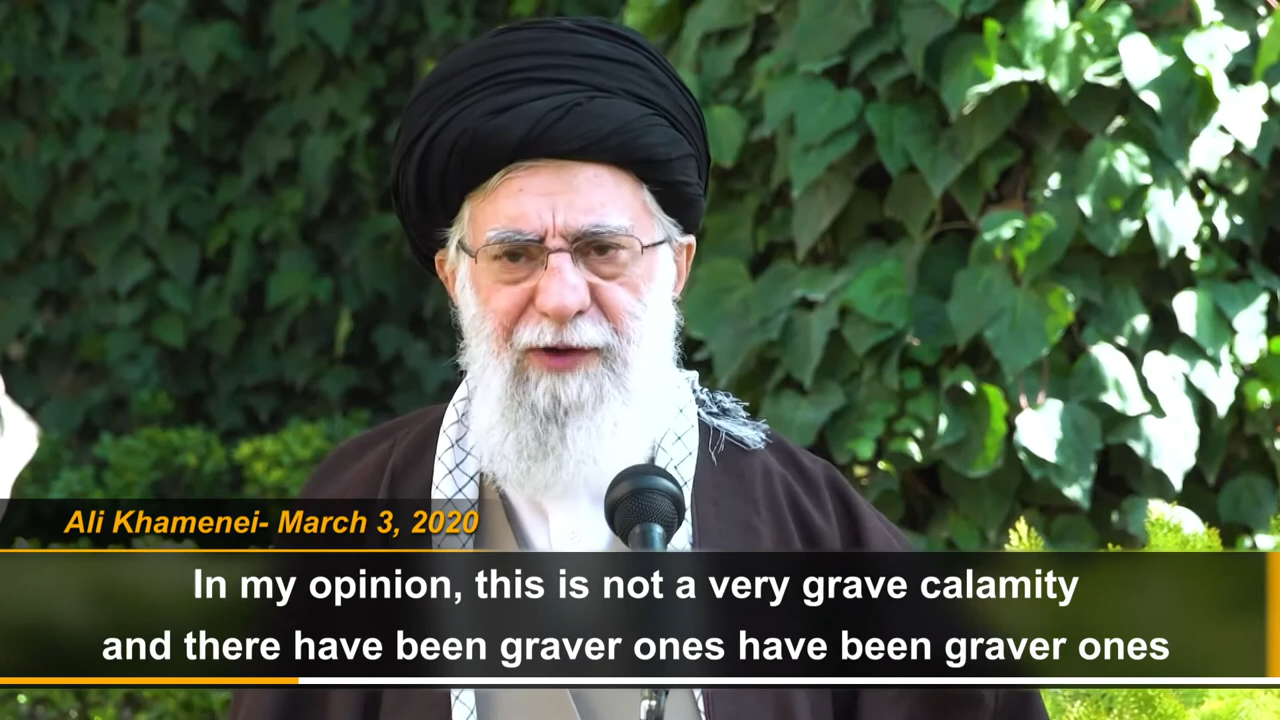 Ali Khamenei- March 3, 2020
In my opinion, this is not a very grave calamity
and there have been graver ones have been graver ones